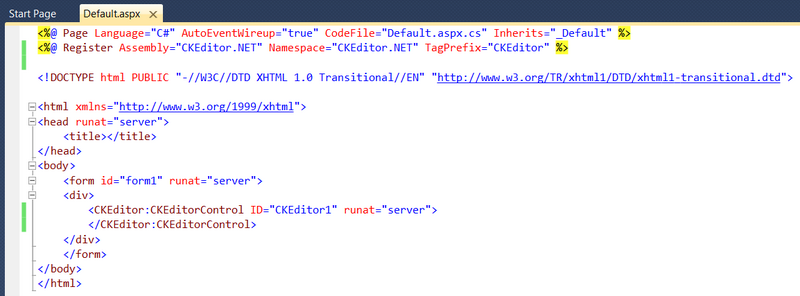 Start Page Default.aspx
<%@ Page Language="C#" AutoEventWireup="true" CodeFile="Default.aspx.cs" Inherits="_Default" %>
<%@ Register Assembly="CKEditor.NET" Namespace="CKEditor.NET" TagPrefix="CKEditor" %>
<!DOCTYPE html PUBLIC "-//W3C//DTD XHTML 1.0 Transitional//EN" "http://www.w3.org/TR/xhtml1/DTD/xhtml1-transitional.dtd">
<html xmlns="http://www.w3.org/1999/xhtml">
<head runat="server">
<title></title>
</head>
<body>
<form id="form1" runat="server">
<div>
<CKEditor:CKEditorControl ID="CKEditor1" runat="server">
</CKEditor:CKEditorControl>
</div>
</form>
</body>
</html>